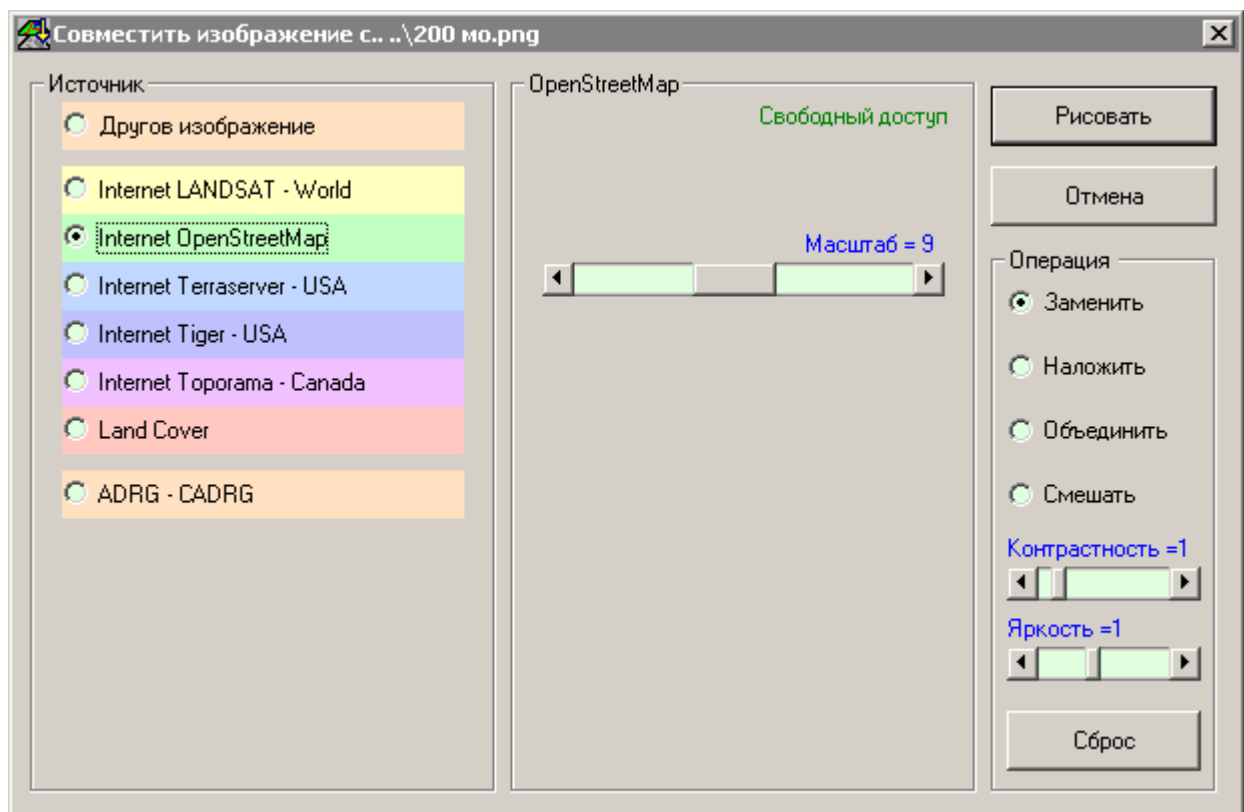 Совместить изображение с.. ..\200 мо.png
Источник
Другов изображение
Internet LANDSAT - World
Internet OpenStreetMap
Internet Terraserver - USA
Internet Tiger - USA
Internet Toporama - Canada
Land Cover
ADRG - CADRG
OpenStreetMap
Свободный доступ
Масштаб = 9
Рисовать
Отмена
Операция
Заменить
Наложить
Объединить
Смешать
Контрастность =1
Яркость =1
Сброс